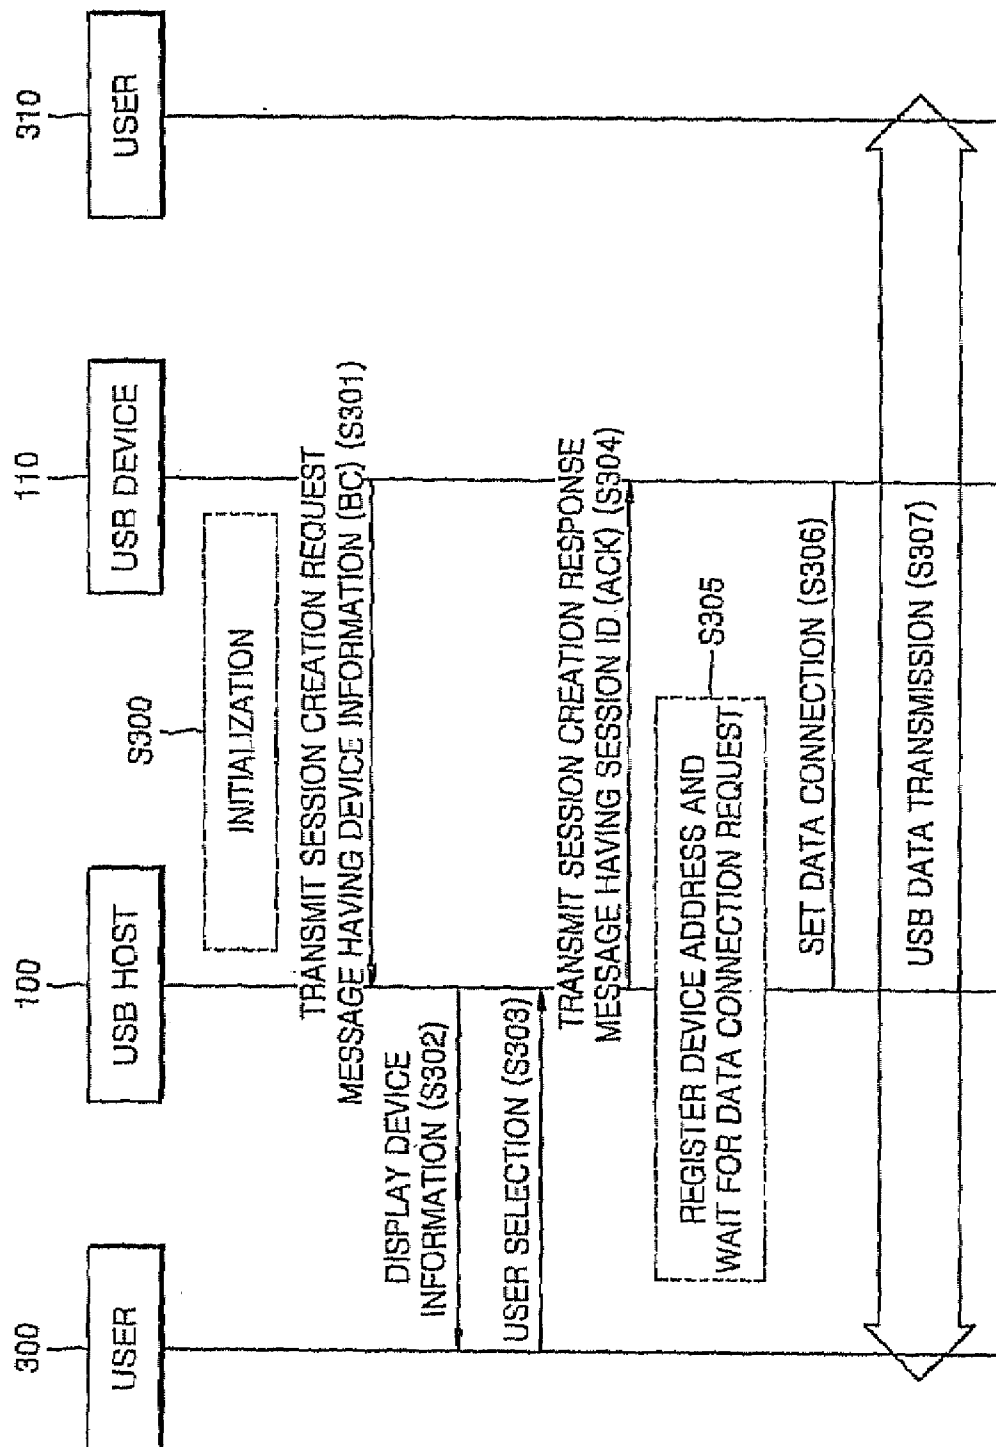 300
100
110
310
USER
USB HOST
USB DEVICE
USER
S300
INITIALIZATION
TRANSMIT SESSION CREATION REQUEST
MESSAGE HAVING DEVICE INFORMATION (BC) (S301)
DISPLAY DEVICE
INFORMATION (S302)
USER SELECTION (S303)
TRANSMIT SESSION CREATION RESPONSE
MESSAGE HAVING SESSION ID (ACK) (S304)
REGISTER DEVICE ADDRESS AND
WAIT FOR DATA CONNECTION REQUEST
S305
SET DATA CONNECTION (S306)
USB DATA TRANSMISSION (S307)